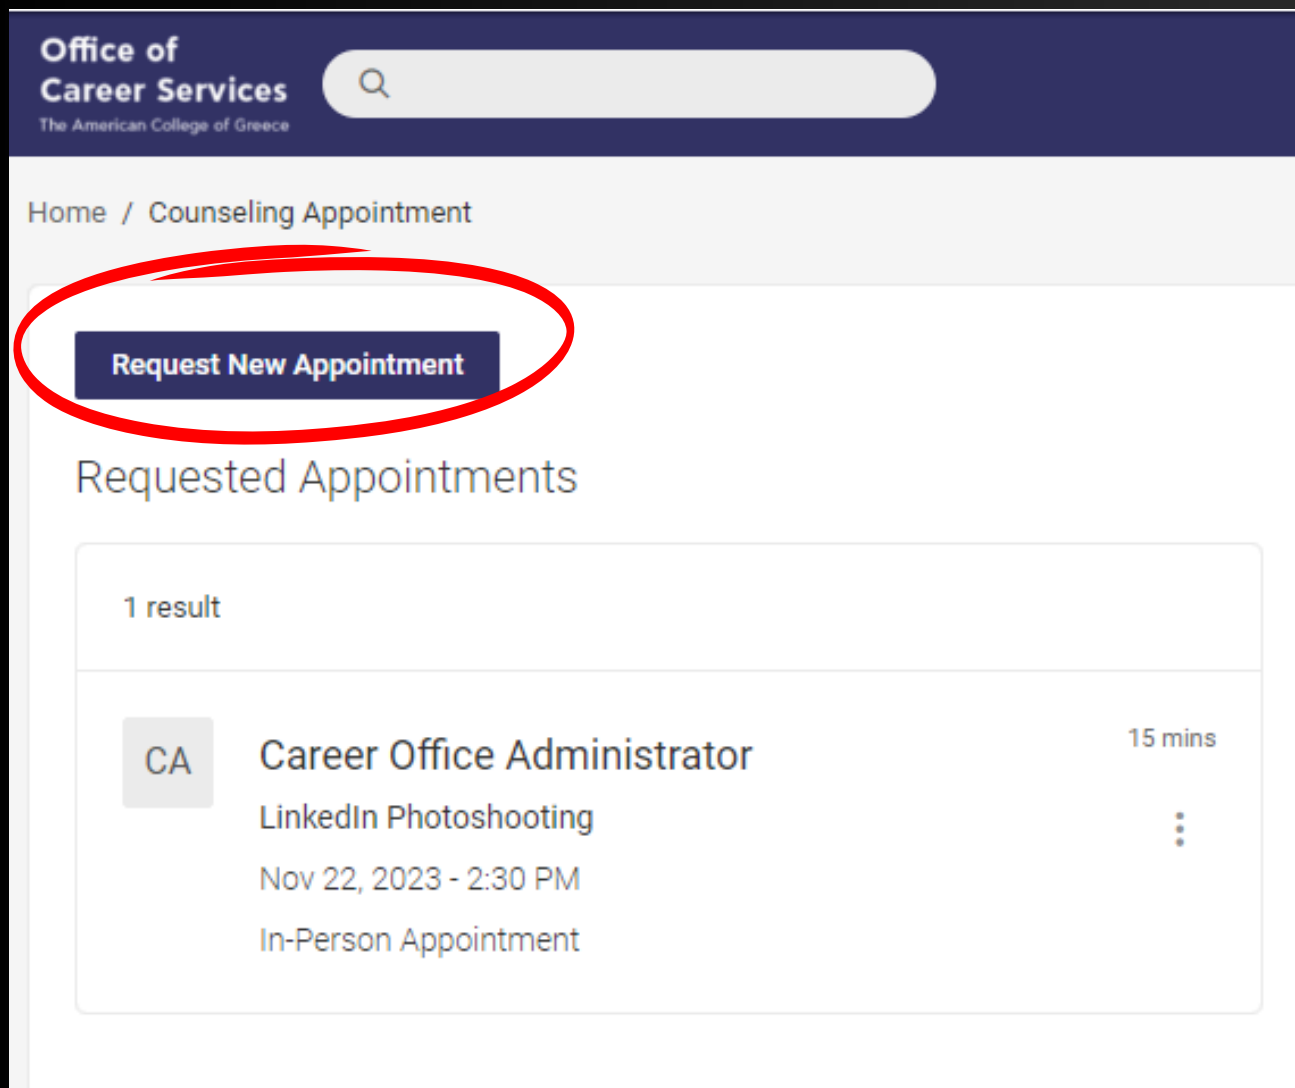 Office of
Career Services
The American College of Greece
Home / Counseling Appointment
Request New Appointment
Requested Appointments
1 result
CA
Career Office Administrator
15 mins
LinkedIn Photoshooting
Nov 22, 2023 - 2:30 PM
In-Person Appointment